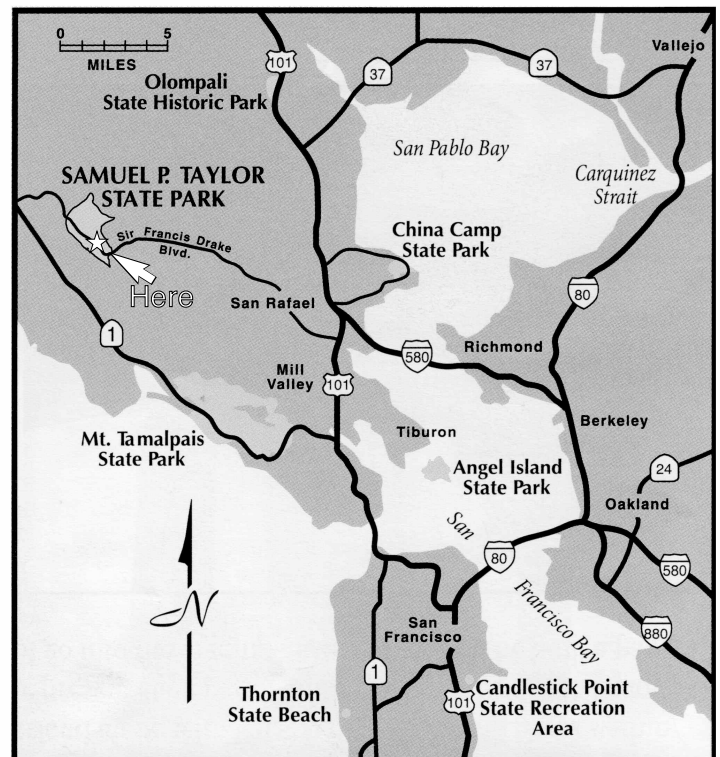 0 5
MILES
Vallejo
101
37
37
Olompali
State Historic Park
San Pablo Bay
Carquinez
Strait
SAMUEL P. TAYLOR
STATE PARK
Sir Francis Drake
Blvd.
China Camp
State Park
Here
San Rafael
80
1
580
Richmond
Mill
Valley
101
Berkeley
Tiburon
Mt. Tamalpais
State Park
Angel Island
State Park
24
Oakland
San
Francisco Bay
80
580
N
880
San
Francisco
1
Thornton
State Beach
101
Candlestick Point
State Recreation
Area